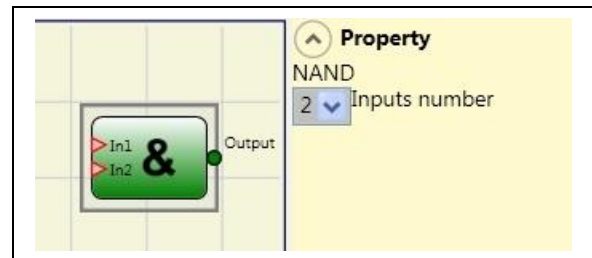 Property
NAND
2 Inputs number
In1
&
In2
Output